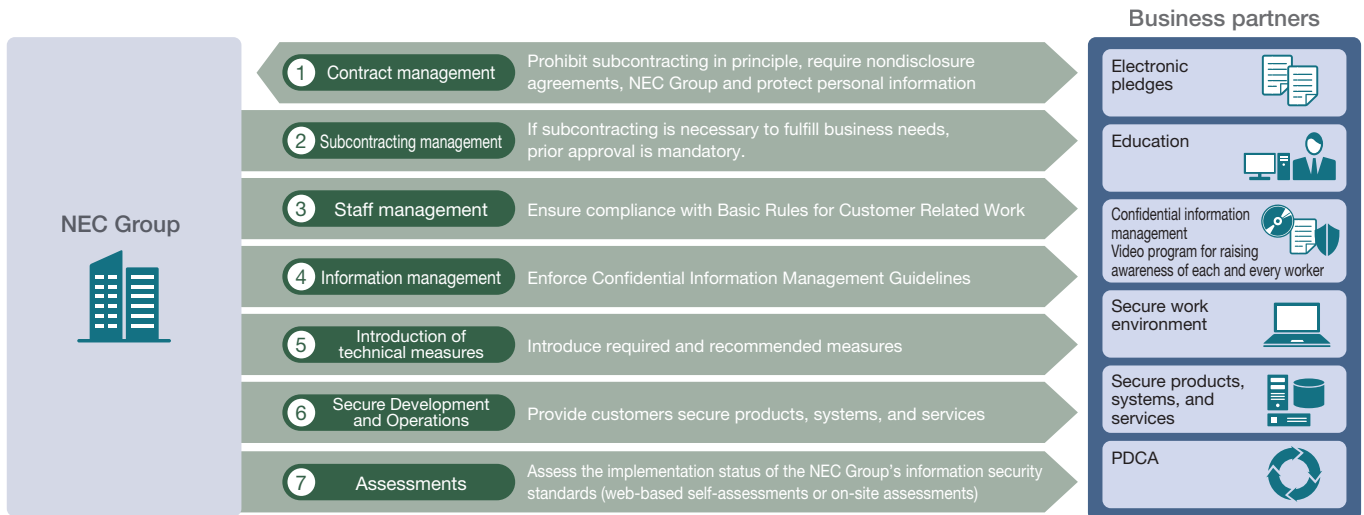 Business partners
NEC Group
1 Contract management
Prohibit subcontracting in principle, require nondisclosure
agreements, NEC Group and protect personal information
2 Subcontracting management
If subcontracting is necessary to fulfill business needs,
prior approval is mandatory.
3 Staff management
Ensure compliance with Basic Rules for Customer Related Work
4 Information management
Enforce Confidential Information Management Guidelines
5 Introduction of
technical measures
Introduce required and recommended measures
6 Secure Development
and Operations
Provide customers secure products, systems, and services
7 Assessments
Assess the implementation status of the NEC Group's information security
standards (web-based self-assessments or on-site assessments)
Electronic
pledges
Education
Confidential information
management
Video program for raising
awareness of each and every worker
Secure work
environment
Secure products,
systems, and
services
PDCA